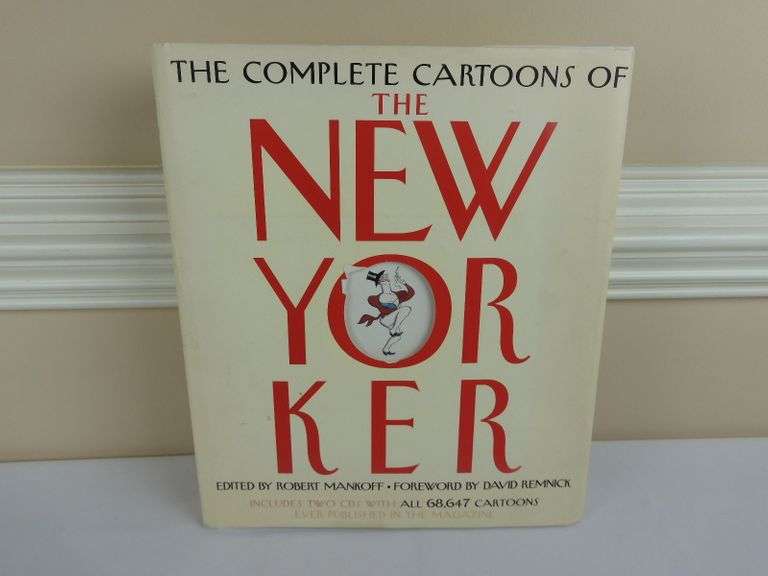 THE COMPLETE CARTOONS OF
THE
NEW
YOR
KER
EDITED BY ROBERT MANKOFF • FOREWORD BY DAVID REMNICK
INCLUDES TWO CDS WITH ALL 68,647 CARTOONS
EVER PUBLISHED IN THE MAGAZINE